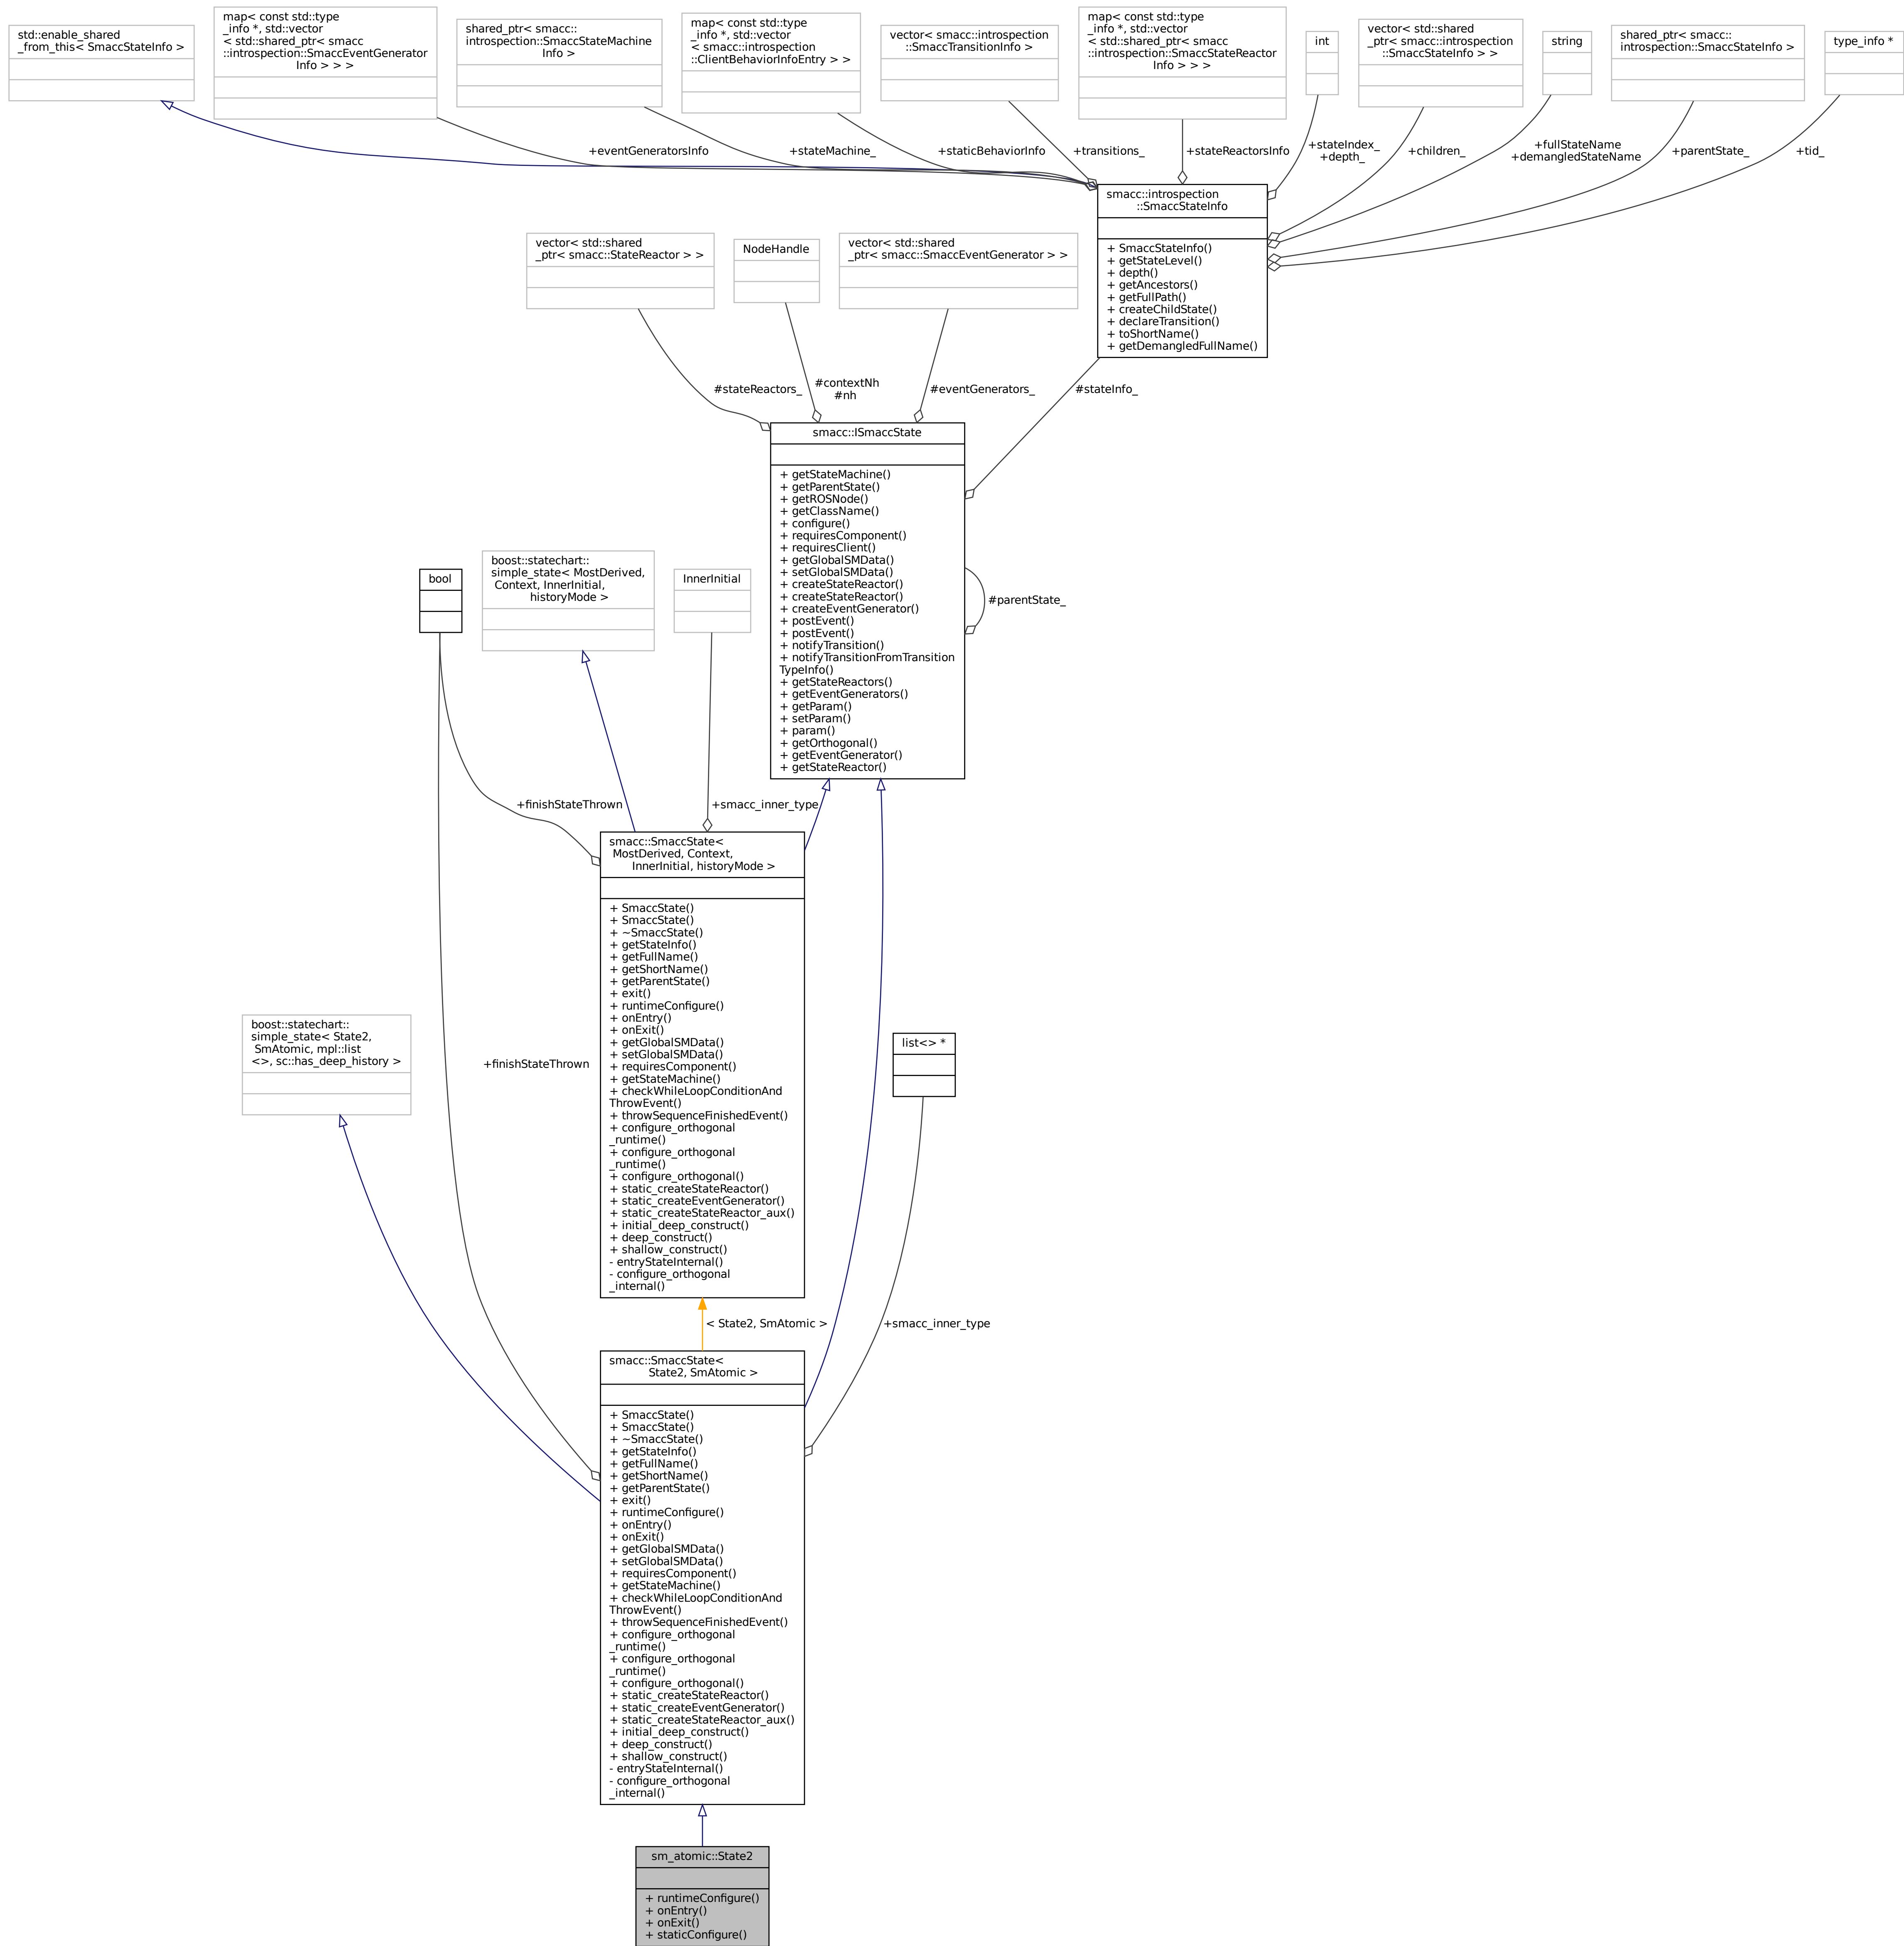 std::enable_shared
_from_this< SmaccStateInfo >
map< const std::type
_info *, std::vector
< std::shared_ptr< smacc
::introspection::SmaccEventGenerator
Info > > >
shared_ptr< smacc::
introspection::SmaccStateMachine
Info >
map< const std::type
_info *, std::vector
< smacc::introspection
::ClientBehaviorInfoEntry > >
vector< smacc::introspection
::SmaccTransitionInfo >
map< const std::type
_info *, std::vector
< std::shared_ptr< smacc
::introspection::SmaccStateReactor
Info > > >
int
vector< std::shared
_ptr< smacc::introspection
::SmaccStateInfo > >
string
shared_ptr< smacc::
introspection::SmaccStateInfo >
type_info *
+eventGeneratorsInfo
+stateMachine_
+staticBehaviorInfo
+transitions_
+stateReactorsInfo
+stateIndex_
+depth_
+children_
+fullStateName
+demangledStateName
+parentState_
+tid_
smacc::introspection
::SmaccStateInfo
+ SmaccStateInfo()
+ getStateLevel()
+ depth()
+ getAncestors()
+ getFullPath()
+ createChildState()
+ declareTransition()
+ toShortName()
+ getDemangledFullName()
vector< std::shared
_ptr< smacc::StateReactor > >
NodeHandle
vector< std::shared
_ptr< smacc::SmaccEventGenerator > >
#stateReactors_
#contextNh
#nh
#eventGenerators_
#stateInfo_
smacc::ISmaccState
+ getStateMachine()
+ getParentState()
+ getROSNode()
+ getClassName()
+ configure()
+ requiresComponent()
+ requiresClient()
+ getGlobalSMData()
+ setGlobalSMData()
+ createStateReactor()
+ createStateReactor()
+ createEventGenerator()
+ postEvent()
+ postEvent()
+ notifyTransition()
+ notifyTransitionFromTransition
TypeInfo()
+ getStateReactors()
+ getEventGenerators()
+ getParam()
+ setParam()
+ param()
+ getOrthogonal()
+ getEventGenerator()
+ getStateReactor()
#parentState_
bool
boost::statechart::
simple_state< MostDerived,
Context, InnerInitial,
historyMode >
InnerInitial
+finishStateThrown
+smacc_inner_type
smacc::SmaccState<
MostDerived, Context,
InnerInitial, historyMode >
+ SmaccState()
+ SmaccState()
+ ~SmaccState()
+ getStateInfo()
+ getFullName()
+ getShortName()
+ getParentState()
+ exit()
+ runtimeConfigure()
+ onEntry()
+ onExit()
+ getGlobalSMData()
+ setGlobalSMData()
+ requiresComponent()
+ getStateMachine()
+ checkWhileLoopConditionAnd
ThrowEvent()
+ throwSequenceFinishedEvent()
+ configure_orthogonal
_runtime()
+ configure_orthogonal
_runtime()
+ configure_orthogonal()
+ static_createStateReactor()
+ static_createEventGenerator()
+ static_createStateReactor_aux()
+ initial_deep_construct()
+ deep_construct()
+ shallow_construct()
- entryStateInternal()
- configure_orthogonal
_internal()
boost::statechart::
simple_state< State2,
SmAtomic, mpl::list
<>, sc::has_deep_history >
+finishStateThrown
list<> *
< State2, SmAtomic >
+smacc_inner_type
smacc::SmaccState<
State2, SmAtomic >
+ SmaccState()
+ SmaccState()
+ ~SmaccState()
+ getStateInfo()
+ getFullName()
+ getShortName()
+ getParentState()
+ exit()
+ runtimeConfigure()
+ onEntry()
+ onExit()
+ getGlobalSMData()
+ setGlobalSMData()
+ requiresComponent()
+ getStateMachine()
+ checkWhileLoopConditionAnd
ThrowEvent()
+ throwSequenceFinishedEvent()
+ configure_orthogonal
_runtime()
+ configure_orthogonal
_runtime()
+ configure_orthogonal()
+ static_createStateReactor()
+ static_createEventGenerator()
+ static_createStateReactor_aux()
+ initial_deep_construct()
+ deep_construct()
+ shallow_construct()
- entryStateInternal()
- configure_orthogonal
_internal()
sm_atomic::State2
+ runtimeConfigure()
+ onEntry()
+ onExit()
+ staticConfigure()